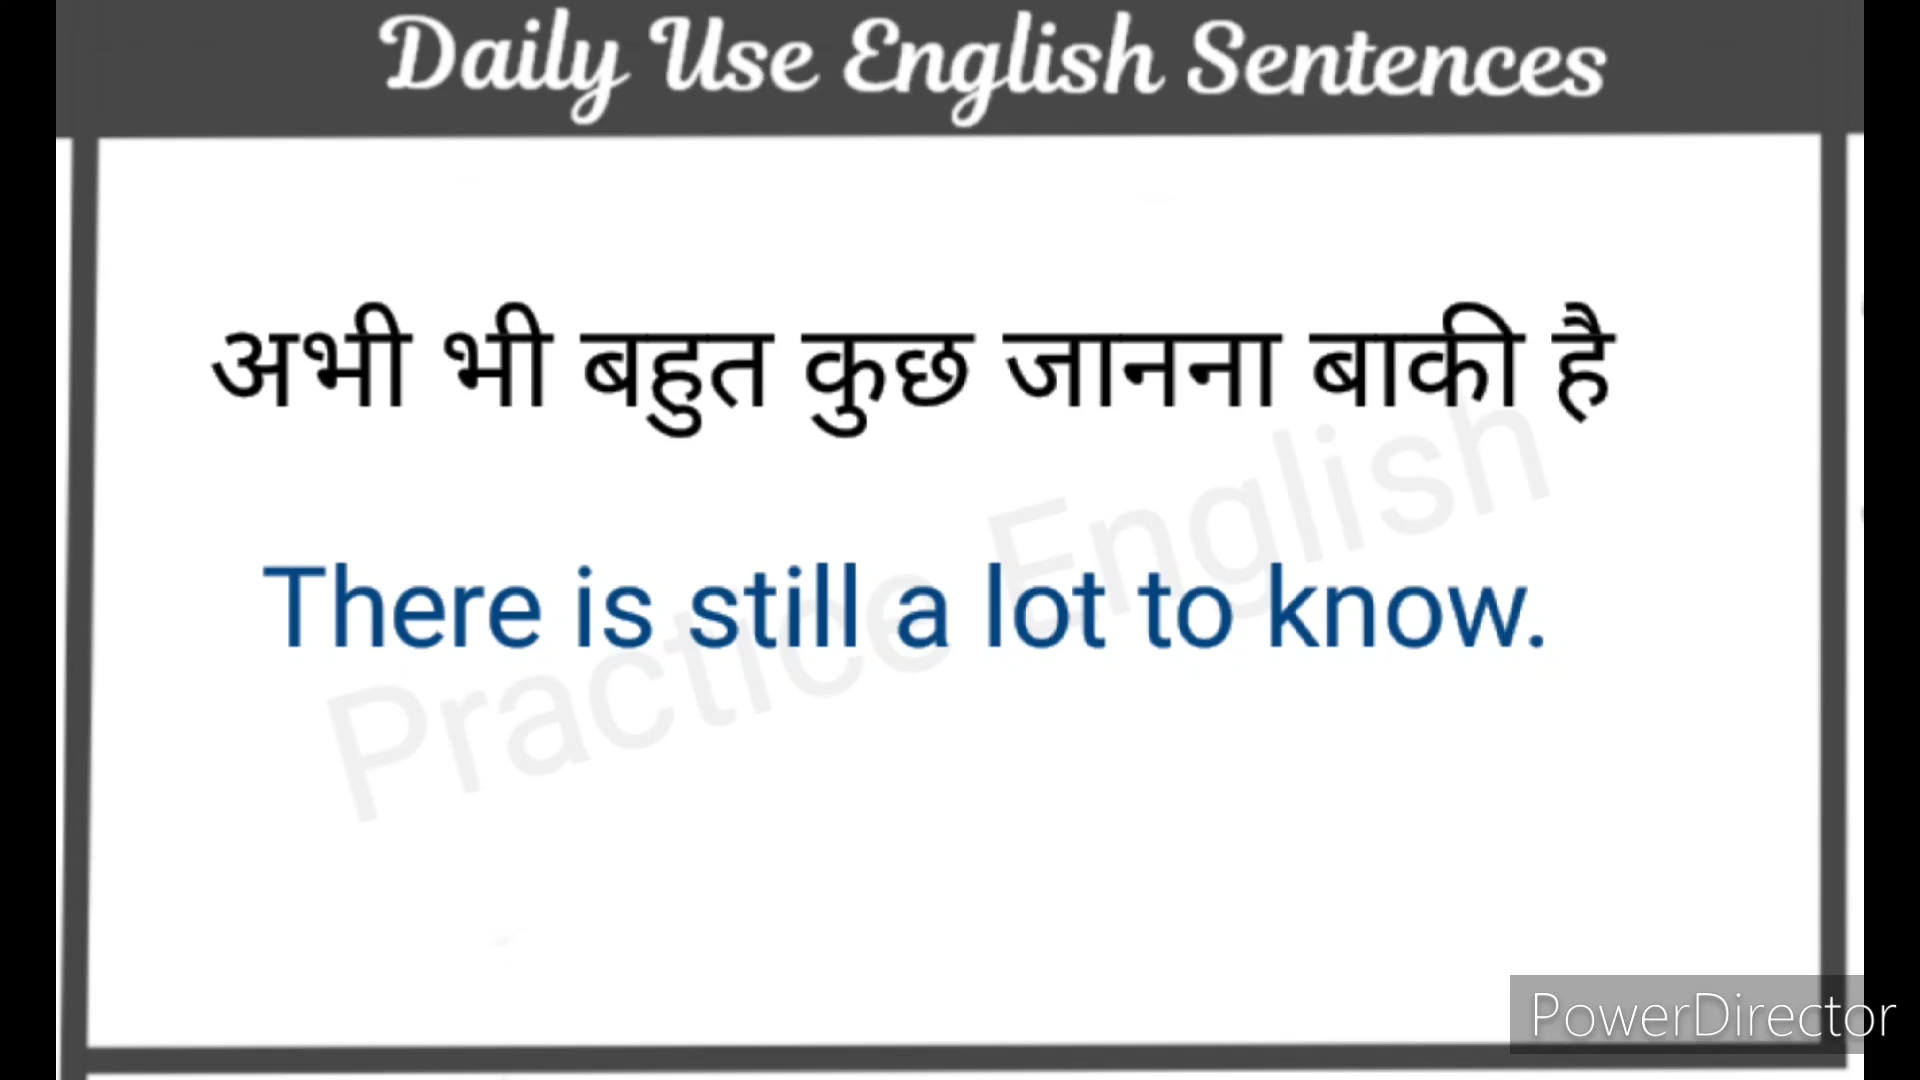 Daily Use English Sentences
अभी भी बहुत कुछ जानना बाकी है
There is still a lot to know.
Practice English
PowerDirector